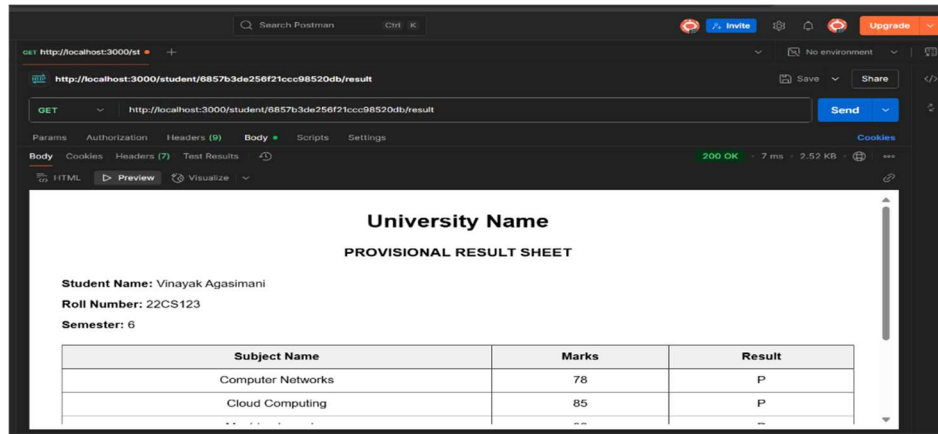 Search Postman Ctrl K Invite Upgrade
GET http://localhost:3000/st No environment
HTTP http://localhost:3000/student/6857b3de256f21ccc98520db/result Save Share
GET http://localhost:3000/student/6857b3de256f21ccc98520db/result Send
Params Authorization Headers (9) Body Scripts Settings Cookies
Body Cookies Headers (7) Test Results 200 OK 7 ms 2.52 KB
HTML Preview Visualize
University Name
PROVISIONAL RESULT SHEET
Student Name: Vinayak Agasimani
Roll Number: 22CS123
Semester: 6
Subject Name Marks Result
Computer Networks 78 P
Cloud Computing 85 P